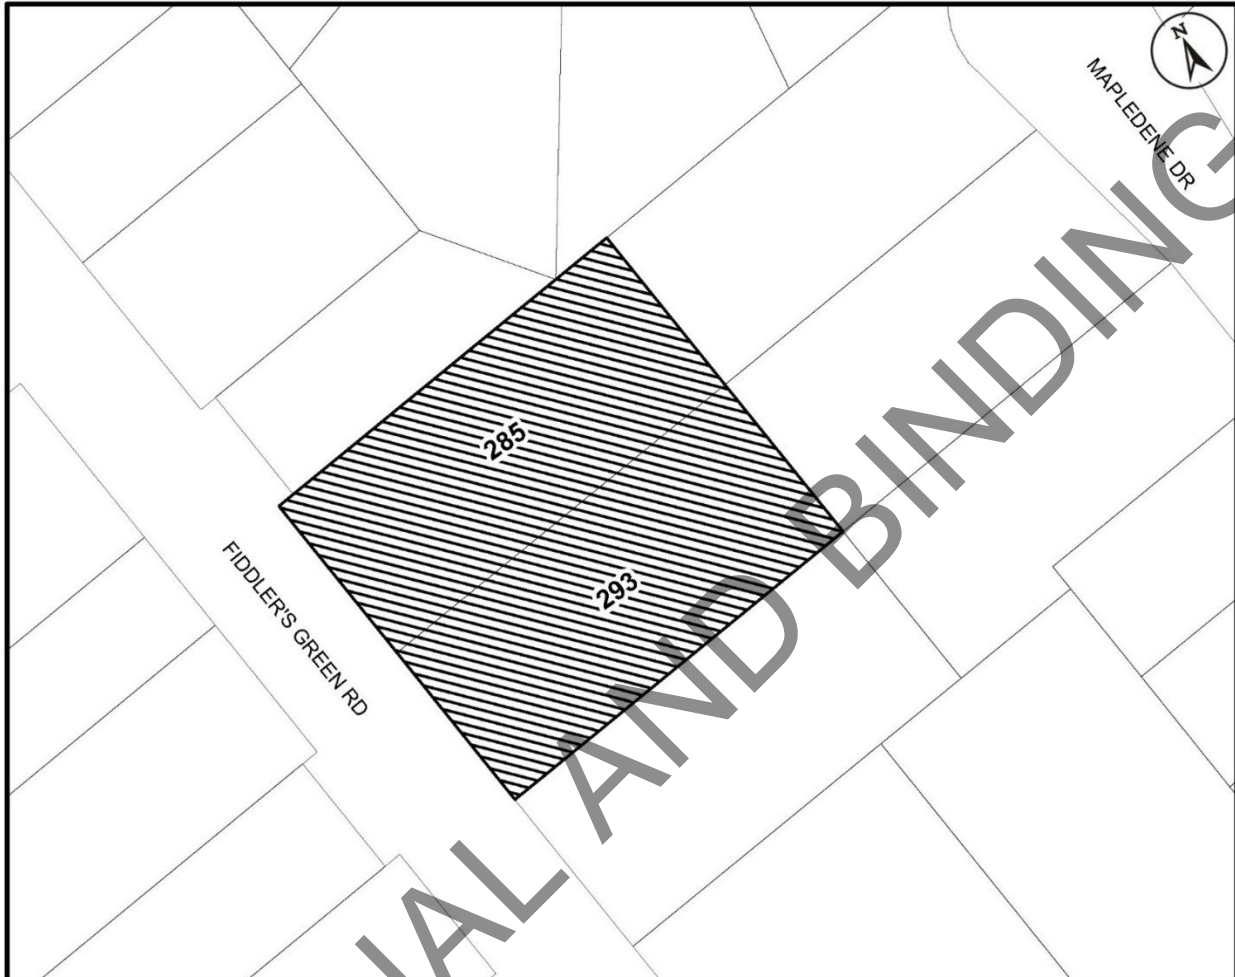 N
MAPLEDENE DR
285
293
FIDDLER'S GREEN RD
AL AND BINDING